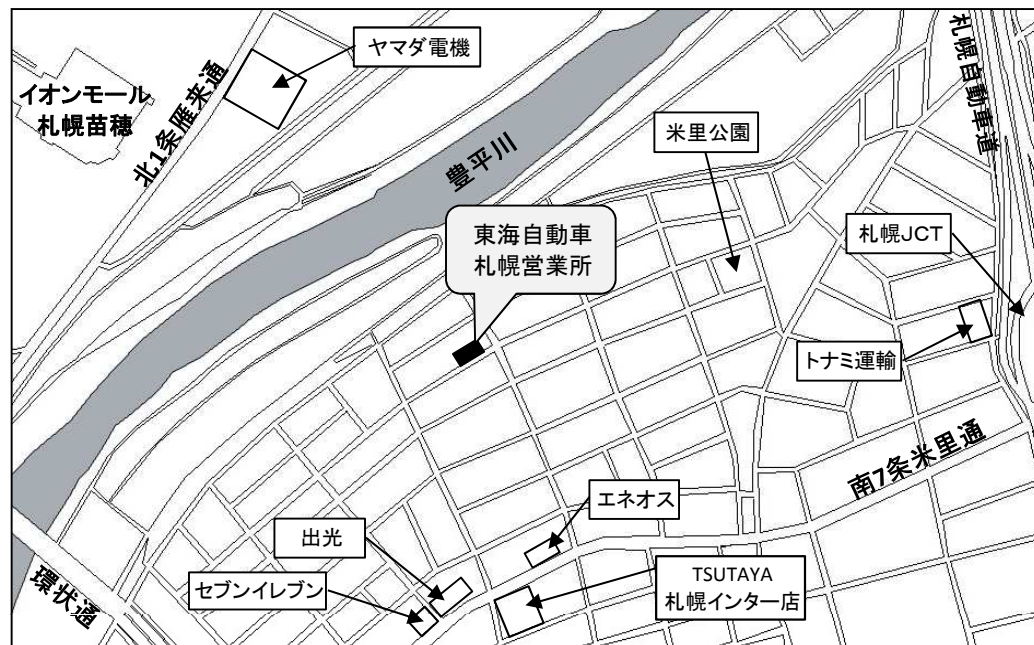 ヤマダ電機
札幌自動車道
イオンモール
札幌苗穂
北1条雁来通
米里公園
豊平川
東海自動車
札幌営業所
札幌JCT
トナミ運輸
南7条米里通
エネオス
出光
セブンイレブン
TSUTAYA
札幌インター店
環状通